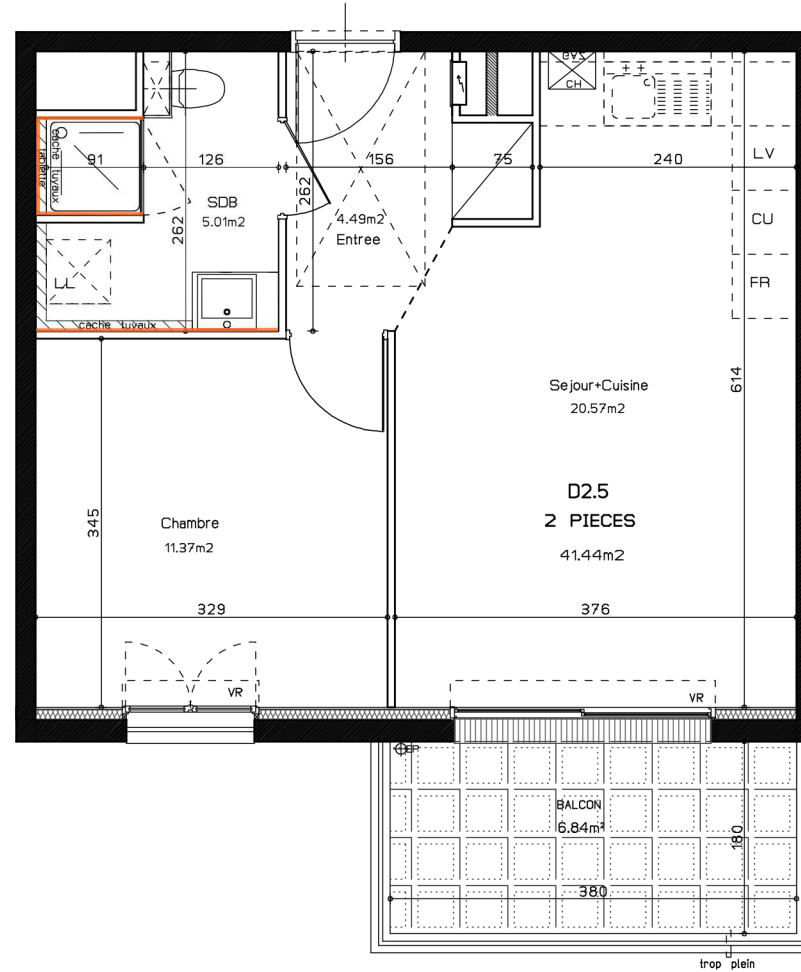 GAZ
CH
cache tuyaux
tablette
91
126
156
75
240
LV
SDB
5.01m2
262
262
4.49m2
Entree
CU
LL
FR
cache tuyaux
614
Sejour+Cuisine
20.57m2
D2.5
2 PIECES
41.44m2
345
Chambre
11.37m2
329
376
VR
VR
EP
BALCON
6.84m²
180
380
trop plein